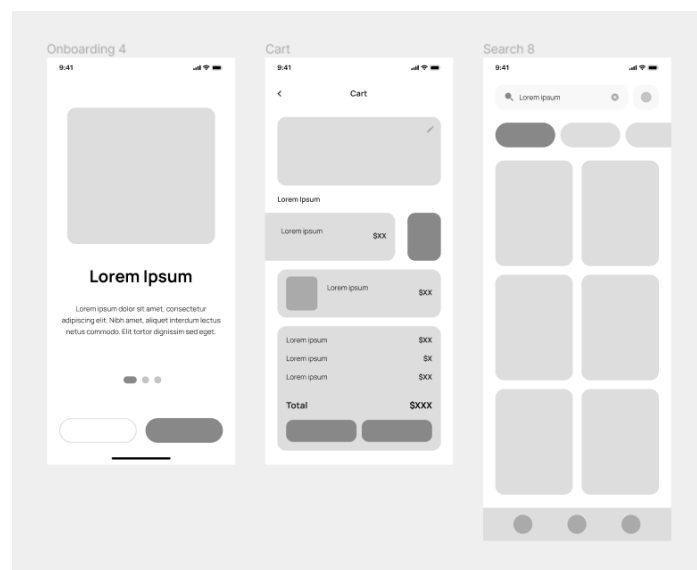 Onboarding 4
9:41
Lorem Ipsum
Lorem ipsum dolor sit amet, consectetur
adipiscing elit. Nibh amet, aliquet interdum lectus
netus commodo. Elit tortor dignissim sed eget.
Cart
9:41
Cart
Lorem Ipsum
Lorem ipsum
$XX
Lorem ipsum
$XX
Lorem ipsum $XX
Lorem ipsum $X
Lorem ipsum $XX
Total $XXX
Search 8
9:41
Lorem ipsum